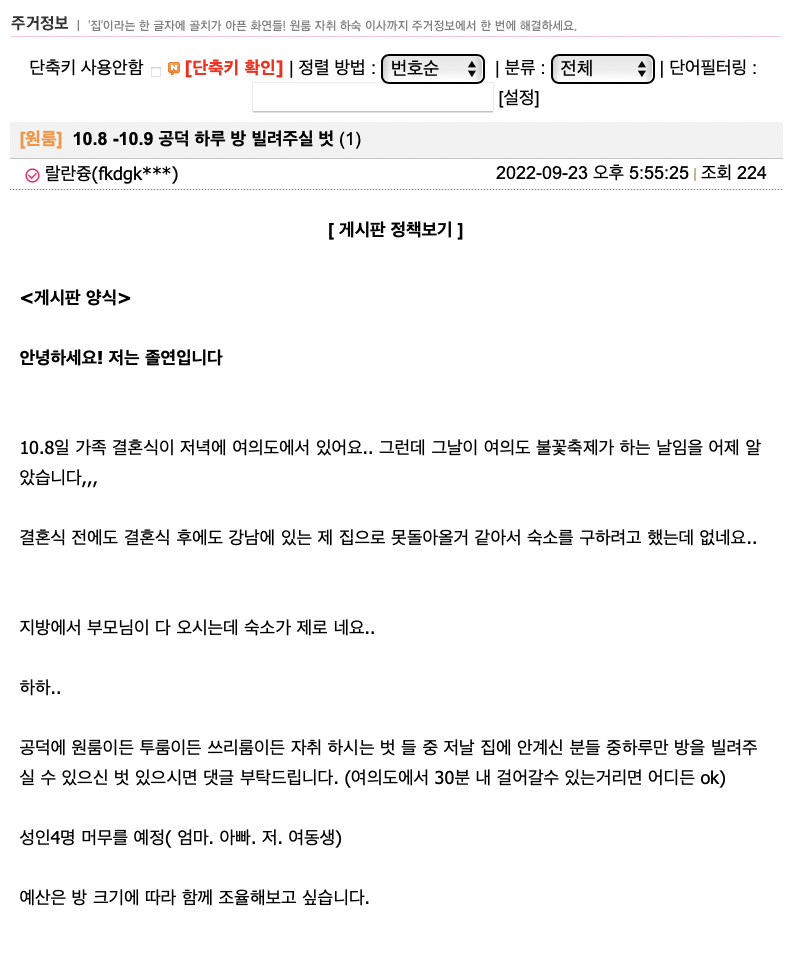 주거정보 | '집'이라는 한 글자에 골치가 아픈 화연들! 원룸 자취 하숙 이사까지 주거정보에서 한 번에 해결하세요.
단축키 사용안함 N [단축키 확인] | 정렬 방법 : 번호순 | 분류 : 전체 | 단어필터링 :
[설정]
[원룸] 10.8 -10.9 공덕 하루 방 빌려주실 벗 (1)
랄란쥼(fkdgk***) 2022-09-23 오후 5:55:25 | 조회 224
[ 게시판 정책보기 ]
<게시판 양식>
안녕하세요! 저는 졸연입니다
10.8일 가족 결혼식이 저녁에 여의도에서 있어요.. 그런데 그날이 여의도 불꽃축제가 하는 날임을 어제 알
았습니다,,,
결혼식 전에도 결혼식 후에도 강남에 있는 제 집으로 못돌아올거 같아서 숙소를 구하려고 했는데 없네요..
지방에서 부모님이 다 오시는데 숙소가 제로 네요..
하하..
공덕에 원룸이든 투룸이든 쓰리룸이든 자취 하시는 벗 들 중 저날 집에 안계신 분들 중하루만 방을 빌려주
실 수 있으신 벗 있으시면 댓글 부탁드립니다. (여의도에서 30분 내 걸어갈수 있는거리면 어디든 ok)
성인4명 머무를 예정( 엄마. 아빠. 저. 여동생)
예산은 방 크기에 따라 함께 조율해보고 싶습니다.